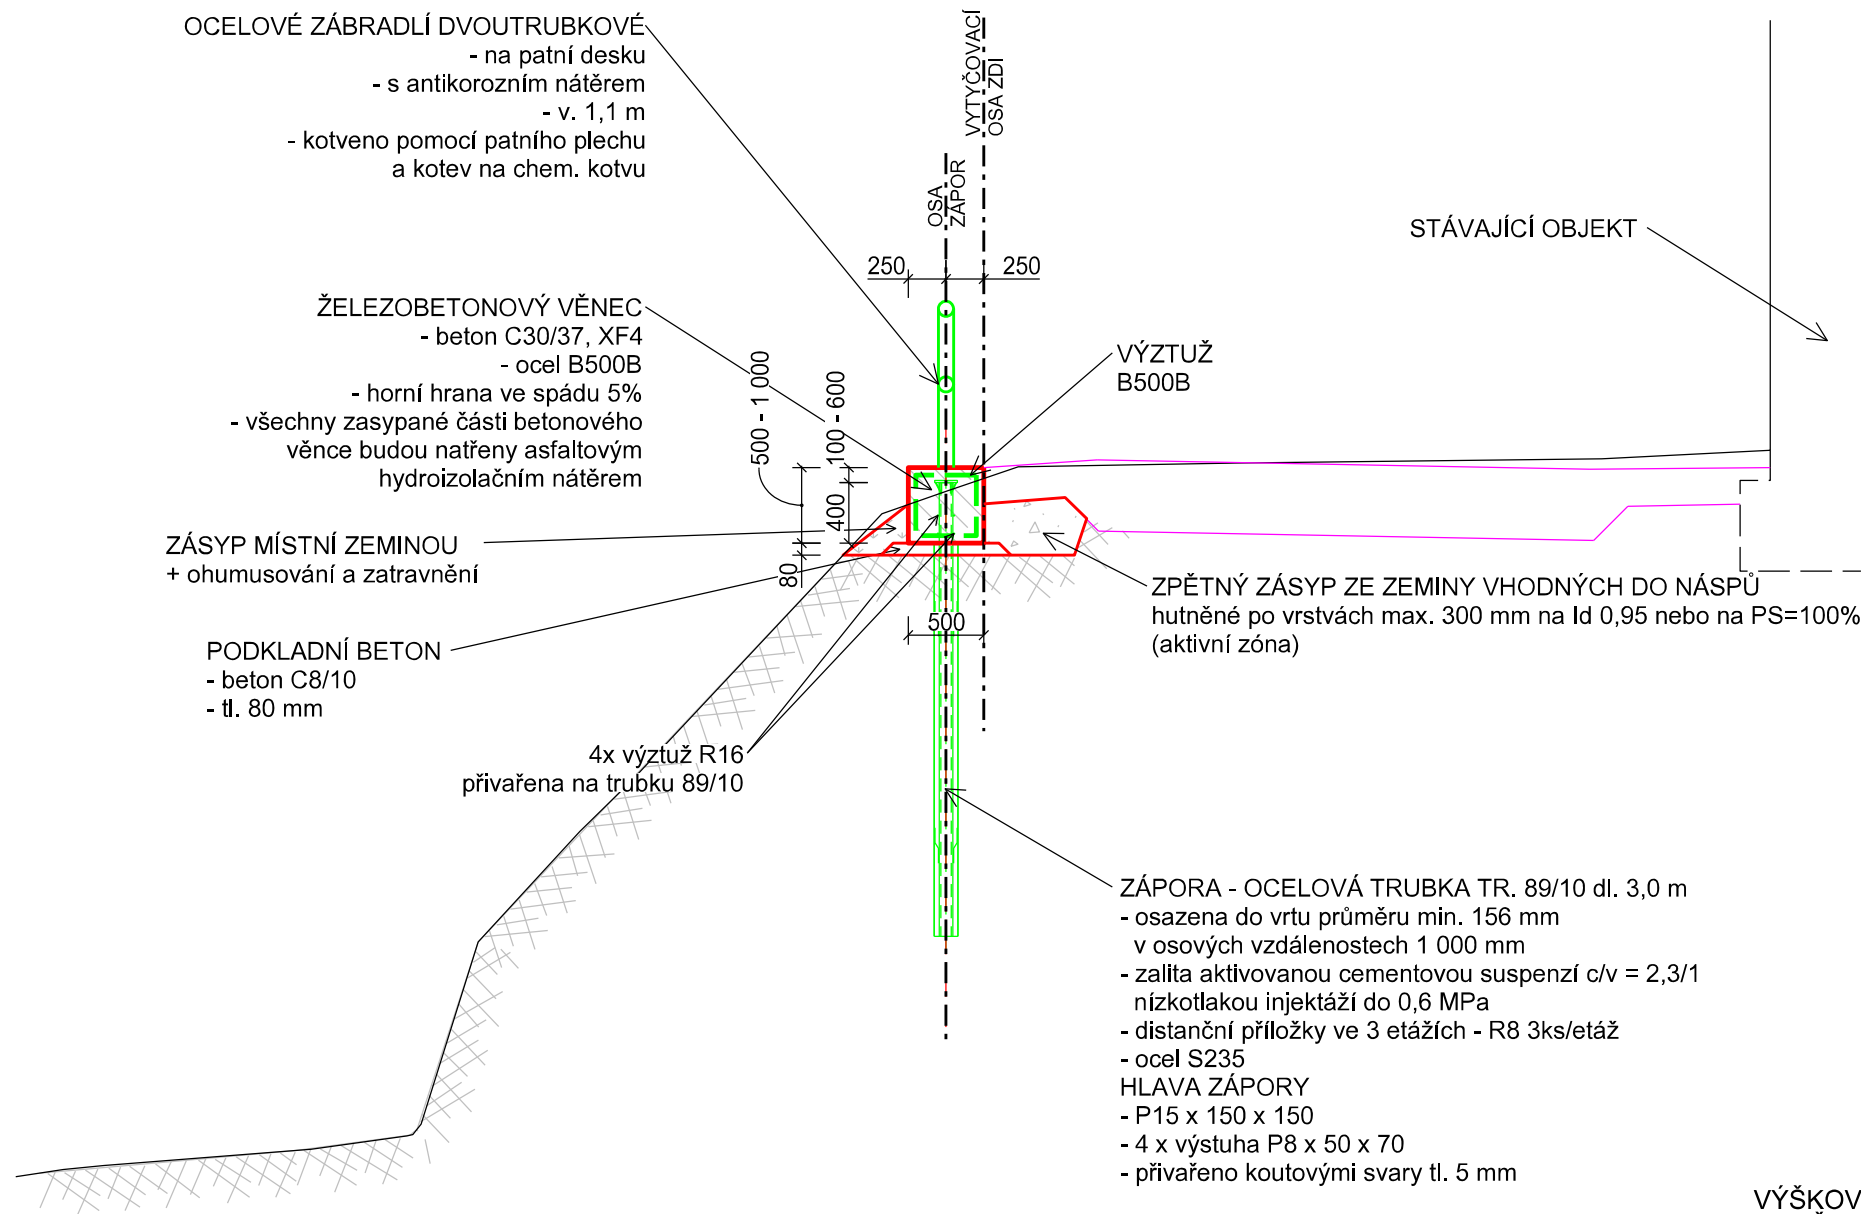 OCELOVÉ ZÁBRADLÍ DVOUTRUBKOVÉ
- na patní desku
- s antikorozním nátěrem
- v. 1,1 m
- kotveno pomocí patního plechu
a kotev na chem. kotvu
VYTYČOVACÍ
OSA ZDI
OSA
ZÁPOR
STÁVAJÍCÍ OBJEKT
250
250
ŽELEZOBETONOVÝ VĚNEC
- beton C30/37, XF4
- ocel B500B
- horní hrana ve spádu 5%
- všechny zasypané části betonového
věnce budou natřeny asfaltovým
hydroizolačním nátěrem
500 - 1 000
100 - 600
400
80
VÝZTUŽ
B500B
ZÁSYP MÍSTNÍ ZEMINOU
+ ohumusování a zatravnění
ZPĚTNÝ ZÁSYP ZE ZEMINY VHODNÝCH DO NÁSPŮ
hutněné po vrstvách max. 300 mm na Id 0,95 nebo na PS=100%
(aktivní zóna)
500
PODKLADNÍ BETON
- beton C8/10
- tl. 80 mm
4x výztuž R16
přivařena na trubku 89/10
ZÁPORA - OCELOVÁ TRUBKA TR. 89/10 dl. 3,0 m
- osazena do vrtu průměru min. 156 mm
v osových vzdálenostech 1 000 mm
- zalita aktivovanou cementovou suspenzí c/v = 2,3/1
nízkotlakou injektáží do 0,6 MPa
- distanční příložky ve 3 etážích - R8 3ks/etáž
- ocel S235
HLAVA ZÁPORY
- P15 x 150 x 150
- 4 x výstuha P8 x 50 x 70
- přivařeno koutovými svary tl. 5 mm
VÝŠKOV